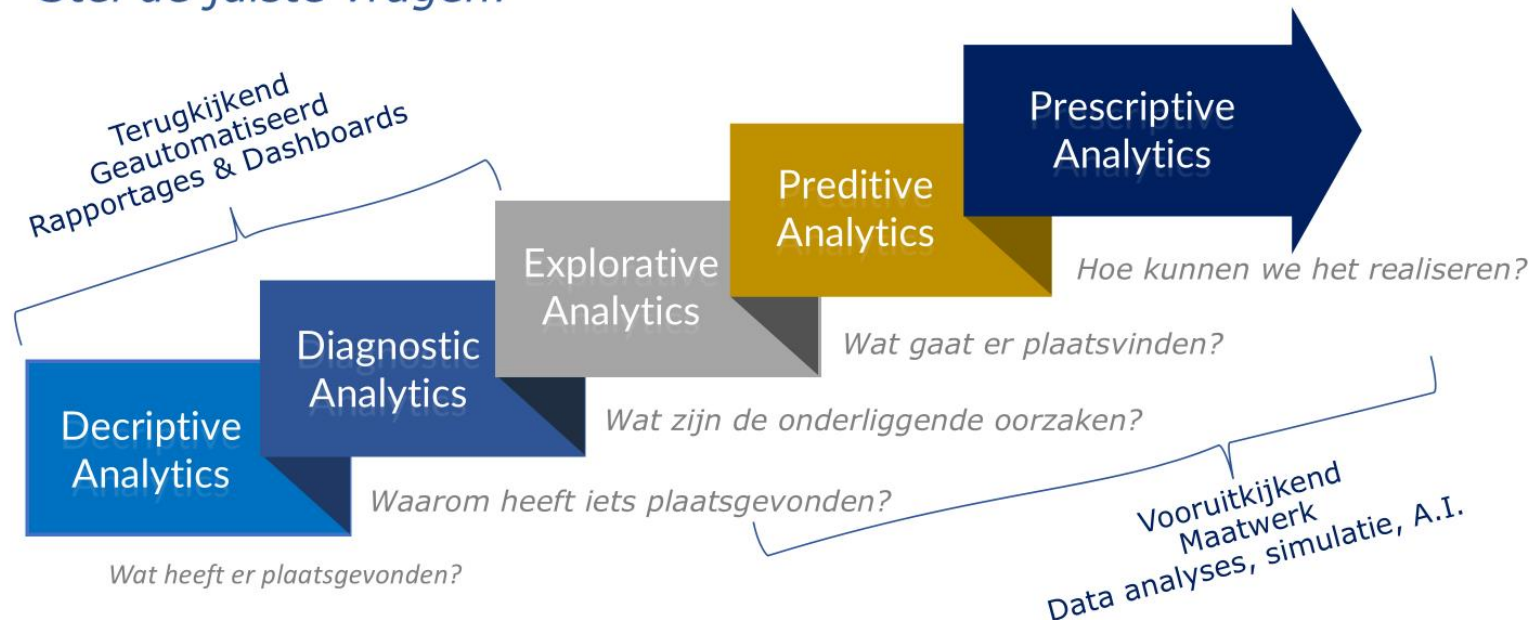 Terugkijkend
Geautomatiseerd
Rapportages & Dashboards
Decriptive
Analytics
Wat heeft er plaatsgevonden?
Diagnostic
Analytics
Waarom heeft iets plaatsgevonden?
Explorative
Analytics
Wat zijn de onderliggende oorzaken?
Preditive
Analytics
Wat gaat er plaatsvinden?
Prescriptive
Analytics
Hoe kunnen we het realiseren?
Vooruitkijkend
Maatwerk
Data analyses, simulatie, A.I.